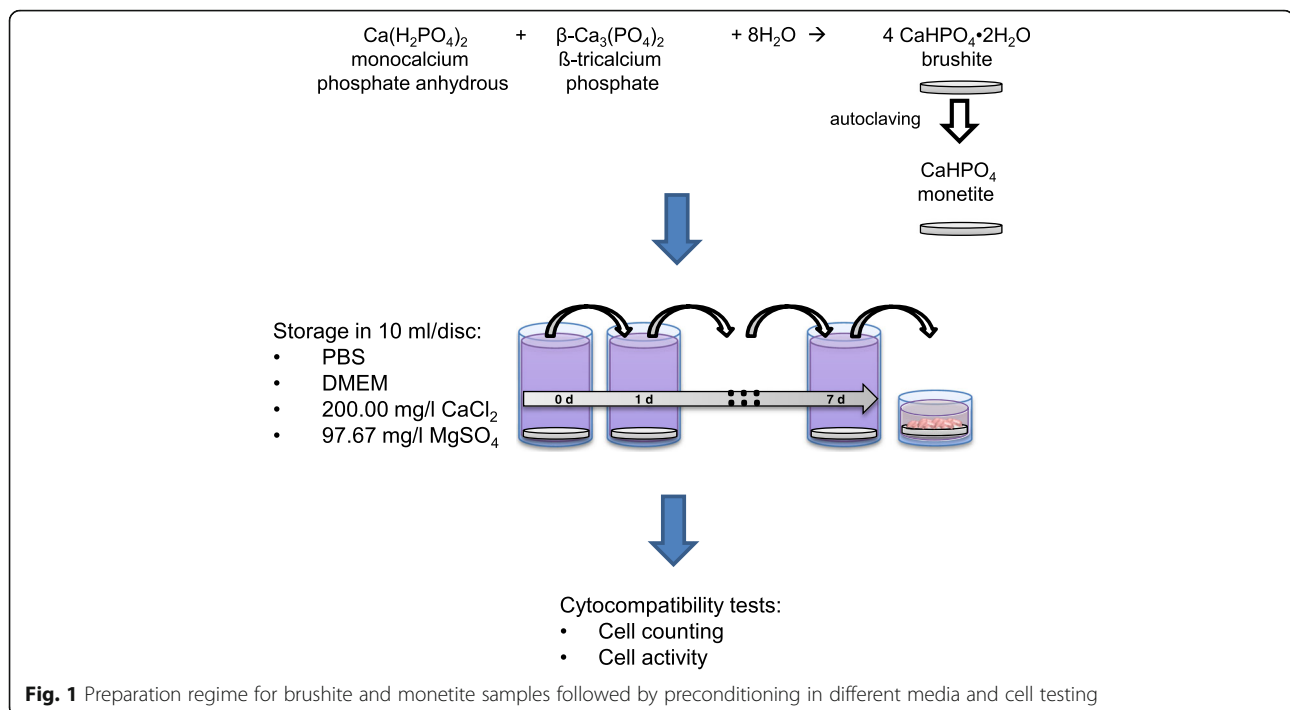 Ca(H₂PO₄)₂ + β-Ca₃(PO₄)₂ + 8H₂O → 4 CaHPO₄•2H₂O
monocalcium ß-tricalcium brushite
phosphate anhydrous phosphate
autoclaving
CaHPO₄
monetite
Storage in 10 ml/disc:
• PBS
• DMEM
• 200.00 mg/l CaCl₂
• 97.67 mg/l MgSO₄
0 d 1 d 7 d
Cytocompatibility tests:
• Cell counting
• Cell activity
Fig. 1 Preparation regime for brushite and monetite samples followed by preconditioning in different media and cell testing